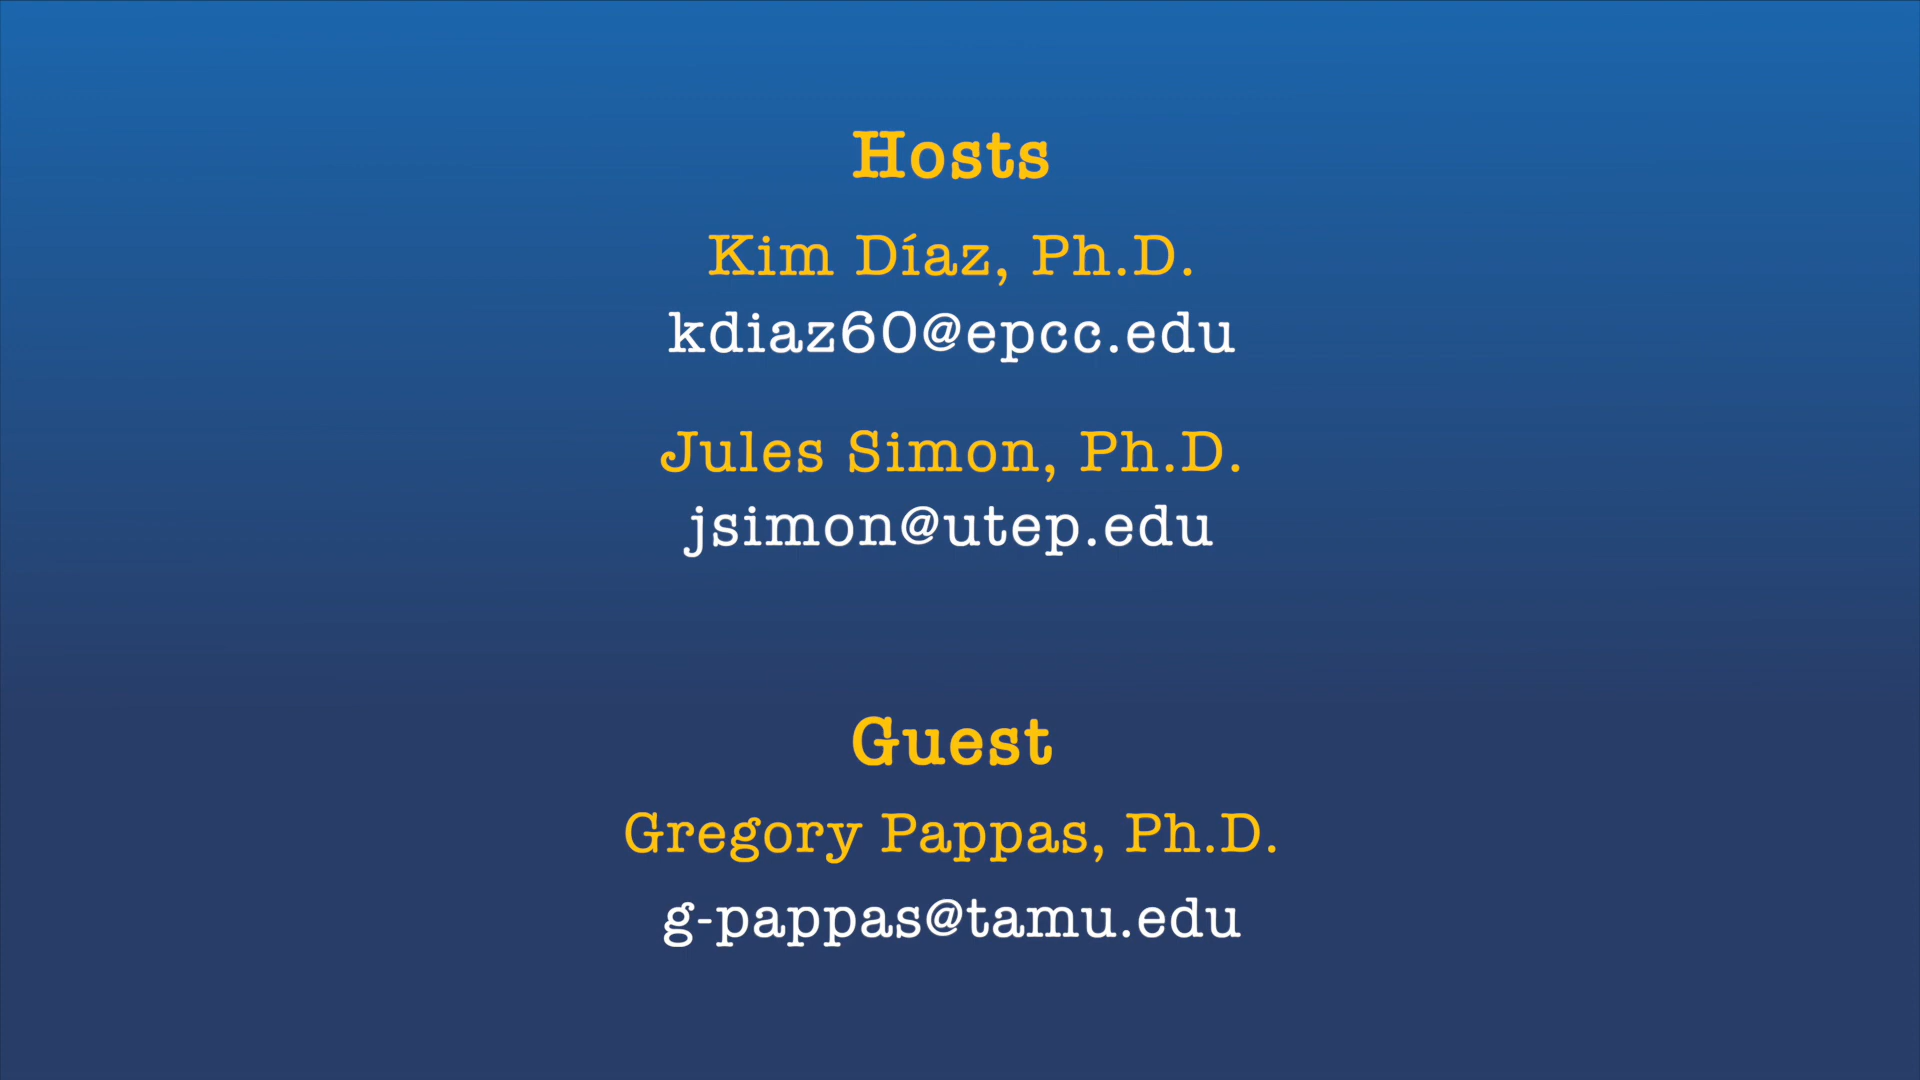 Hosts
Kim Díaz, Ph.D.
kdiaz60@epcc.edu
Jules Simon, Ph.D.
jsimon@utep.edu
Guest
Gregory Pappas, Ph.D.
g-pappas@tamu.edu